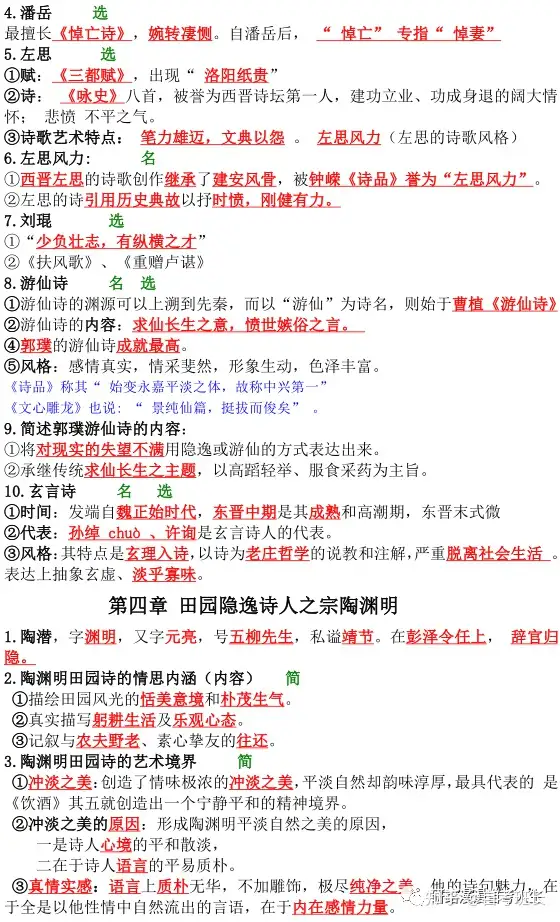 4.潘岳 选
最擅长《悼亡诗》，婉转凄恻。自潘岳后，“悼亡”专指“悼妻”
5.左思 选
①赋：《三都赋》，出现“洛阳纸贵”
②诗：《咏史》八首，被誉为西晋诗坛第一人，建功立业、功成身退的阔大情
怀；悲愤 不平之气。
③诗歌艺术特点：笔力雄迈，文典以怨 。 左思风力（左思的诗歌风格）
6.左思风力： 名
①西晋左思的诗歌创作继承了建安风骨，被钟嵘《诗品》誉为“左思风力”。
②左思的诗引用历史典故以抒时愤，刚健有力。
7.刘琨 选
①“少负壮志，有纵横之才”
②《扶风歌》、《重赠卢谌》
8.游仙诗 名 选
①游仙诗的渊源可以上溯到先秦，而以“游仙”为诗名，则始于曹植《游仙诗》
②游仙诗的内容：求仙长生之意，愤世嫉俗之言。
④郭璞的游仙诗成就最高。
⑤风格：感情真实，情采斐然，形象生动，色泽丰富。
《诗品》称其“ 始变永嘉平淡之体，故称中兴第一”
《文心雕龙》也说：“ 景纯仙篇，挺拔而俊矣” 。
9.简述郭璞游仙诗的内容：
①将对现实的失望不满用隐逸或游仙的方式表达出来。
②承继传统求仙长生之主题，以高蹈轻举、服食采药为主旨。
10.玄言诗 名 选
①时间：发端自魏正始时代，东晋中期是其成熟和高潮期，东晋末式微
②代表：孙绰 chuò 、许询是玄言诗人的代表。
③风格：其特点是玄理入诗，以诗为老庄哲学的说教和注解，严重脱离社会生活 。
表达上抽象玄虚、淡乎寡味。
第四章 田园隐逸诗人之宗陶渊明
1.陶潜，字渊明，又字元亮，号五柳先生，私谥靖节。在彭泽令任上， 辞官归
隐。
2.陶渊明田园诗的情思内涵（内容） 简
①描绘田园风光的恬美意境和朴茂生气。
②真实描写躬耕生活及乐观心态。
③记叙与农夫野老、素心挚友的往还。
3.陶渊明田园诗的艺术境界 简
①冲淡之美：创造了情味极浓的冲淡之美，平淡自然却韵味淳厚，最具代表的 是
《饮酒》其五就创造出一个宁静平和的精神境界。
②冲淡之美的原因：形成陶渊明平淡自然之美的原因，
一是诗人心境的平和散淡，
二在于诗人语言的平易质朴。
③真情实感：语言上质朴无华，不加雕饰，极尽纯净之美。他的诗句魅力，在
于全是以他性情中自然流出的言语，在于内在感情力量。